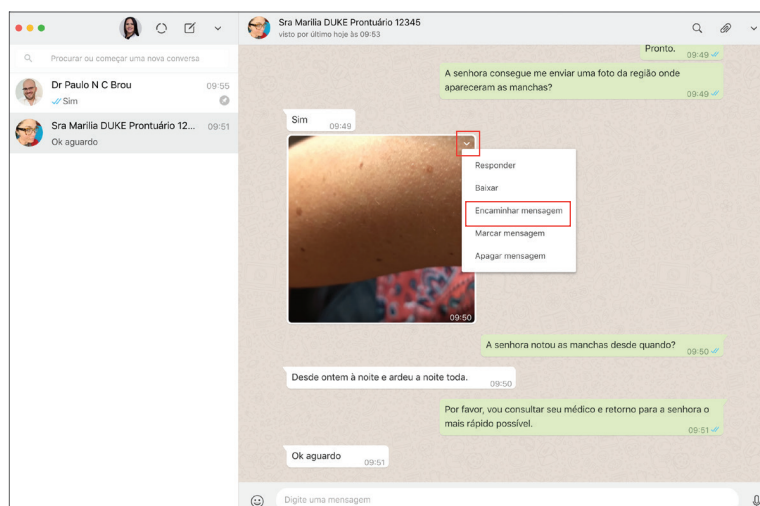 Procurar ou começar uma nova conversa
Dr Paulo N C Brou
09:55
Sim
Sra Marilia DUKE Prontuário 12...
09:51
Ok aguardo
Sra Marilia DUKE Prontuário 12345
visto por último hoje às 09:53
Pronto.
09:49
A senhora consegue me enviar uma foto da região onde
apareceram as manchas?
09:49
Sim
09:49
Responder
Baixar
Encaminhar mensagem
Marcar mensagem
Apagar mensagem
09:50
A senhora notou as manchas desde quando?
09:50
Desde ontem à noite e ardeu a noite toda.
09:50
Por favor, vou consultar seu médico e retorno para a senhora o
mais rápido possível.
09:51
Ok aguardo
09:51
Digite uma mensagem